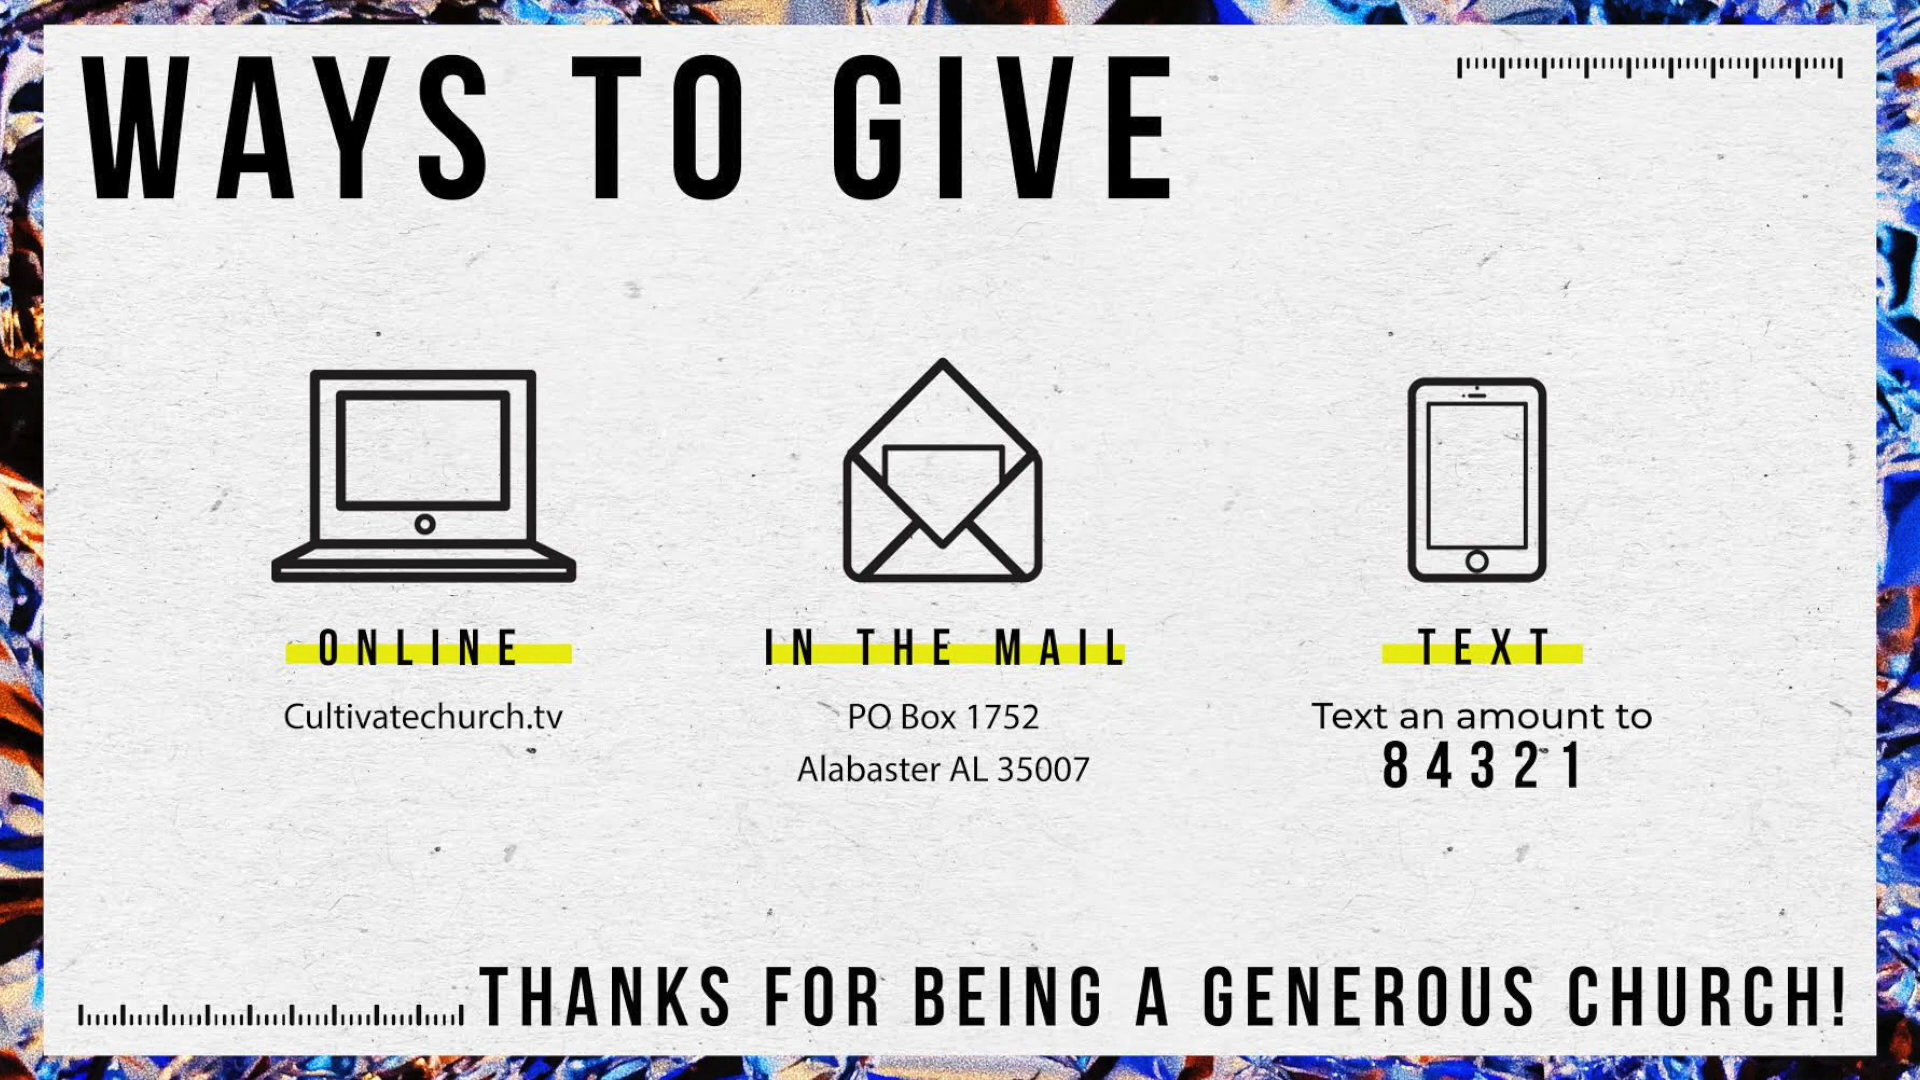 WAYS TO GIVE
ONLINE
Cultivatechurch.tv
IN THE MAIL
PO Box 1752
Alabaster AL 35007
TEXT
Text an amount to
84321
THANKS FOR BEING A GENEROUS CHURCH!